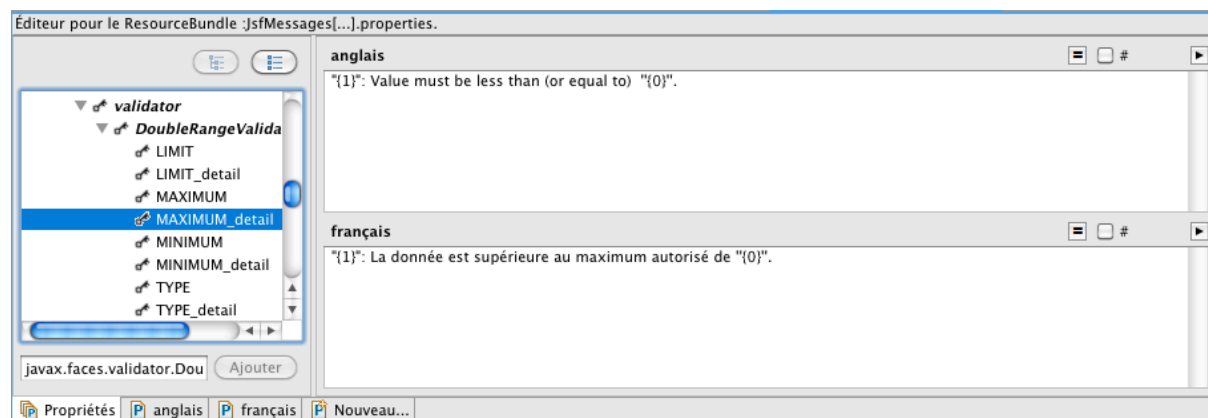 Éditeur pour le ResourceBundle :JsfMessages[...].properties.
validator
DoubleRangeValida
LIMIT
LIMIT_detail
MAXIMUM
MAXIMUM_detail
MINIMUM
MINIMUM_detail
TYPE
TYPE_detail
javax.faces.validator.Dou
Ajouter
anglais
#
"{1}": Value must be less than (or equal to)  "{0}".
français
#
"{1}": La donnée est supérieure au maximum autorisé de "{0}".
Propriétés anglais français Nouveau...